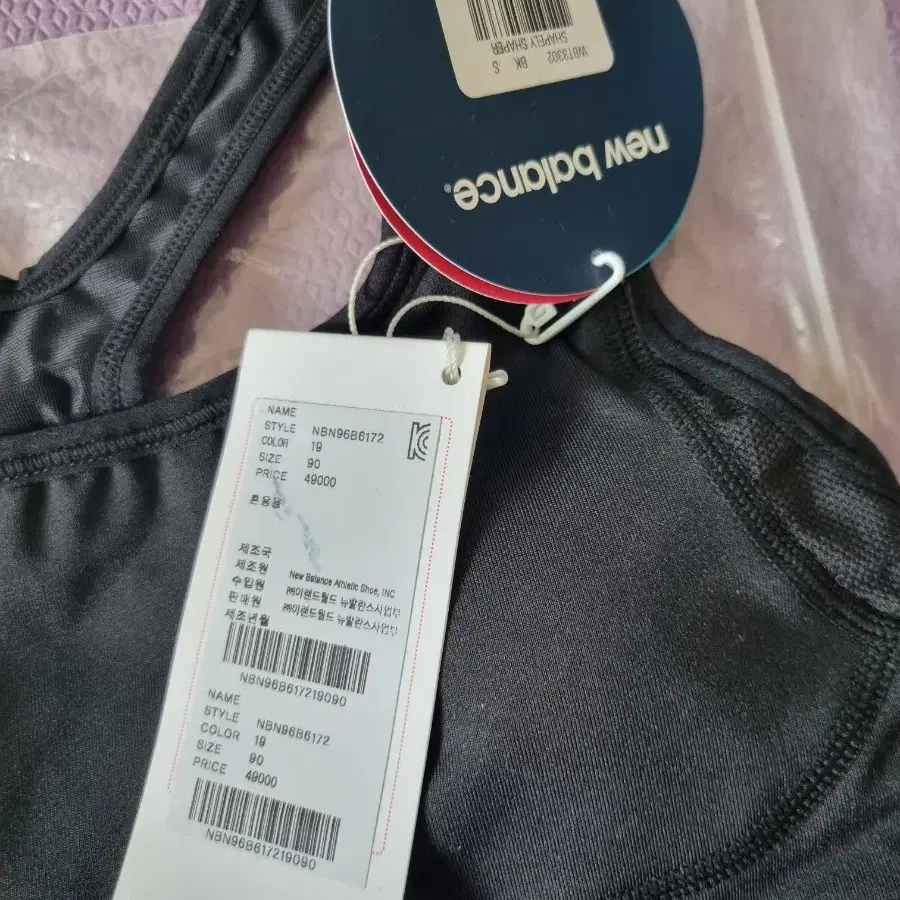 WBT3302 BK S
SHAPELY SHAPER
new balance
NAME
STYLE NBN96B6172
COLOR 19
SIZE 90
PRICE 49000
혼용율
제조국
제조원 New Balance Athletic Shoe, INC
수입원 ㈜이랜드월드 뉴발란스사업부
판매원 ㈜이랜드월드 뉴발란스사업부
제조년월
NBN96B617219090
NAME
STYLE NBN96B6172
COLOR 19
SIZE 90
PRICE 49000
NBN96B617219090